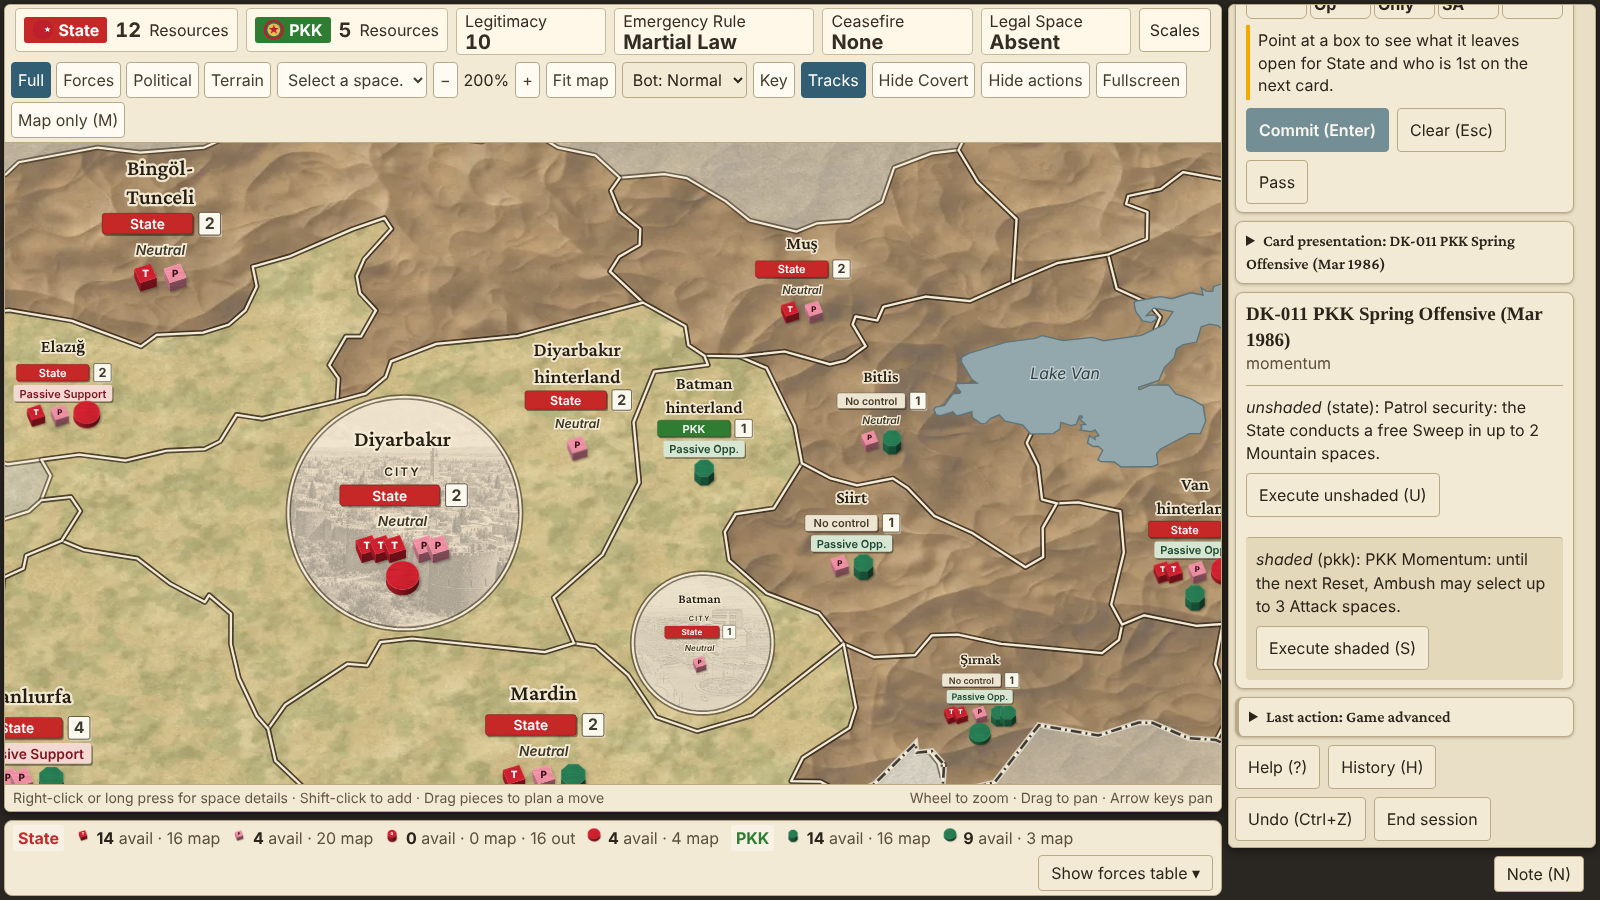 State 12 Resources
PKK 5 Resources
Legitimacy
10
Emergency Rule
Martial Law
Ceasefire
None
Legal Space
Absent
Scales
Full
Forces
Political
Terrain
Select a space.
−
200%
+
Fit map
Bot: Normal
Key
Tracks
Hide Covert
Hide actions
Fullscreen
Map only (M)
Bingöl-
Tunceli
State 2
Neutral
T P
Muş
State 2
Neutral
T P
Elazığ
State 2
Passive Support
T P
Diyarbakır
hinterland
State 2
Neutral
P
Batman
hinterland
PKK 1
Passive Opp.
Bitlis
No control 1
Neutral
P
Lake Van
Diyarbakır
CITY
State 2
Neutral
T T T P P
Siirt
No control 1
Passive Opp.
P
Van
hinterlan
State
Passive Opp
T T P
Batman
CITY
State 1
Neutral
P
Şırnak
No control 1
Passive Opp.
T T P
anlıurfa
State 4
sive Support
P P
Mardin
State 2
Neutral
T P
Right-click or long press for space details · Shift-click to add · Drag pieces to plan a move
Wheel to zoom · Drag to pan · Arrow keys pan
State 14 avail · 16 map 4 avail · 20 map 0 avail · 0 map · 16 out 4 avail · 4 map PKK 14 avail · 16 map 9 avail · 3 map
Show forces table ▾
Op Only SA
Point at a box to see what it leaves
open for State and who is 1st on the
next card.
Commit (Enter)
Clear (Esc)
Pass
▶ Card presentation: DK-011 PKK Spring
Offensive (Mar 1986)
DK-011 PKK Spring Offensive (Mar
1986)
momentum
unshaded (state): Patrol security: the
State conducts a free Sweep in up to 2
Mountain spaces.
Execute unshaded (U)
shaded (pkk): PKK Momentum: until
the next Reset, Ambush may select up
to 3 Attack spaces.
Execute shaded (S)
▶ Last action: Game advanced
Help (?)
History (H)
Undo (Ctrl+Z)
End session
Note (N)